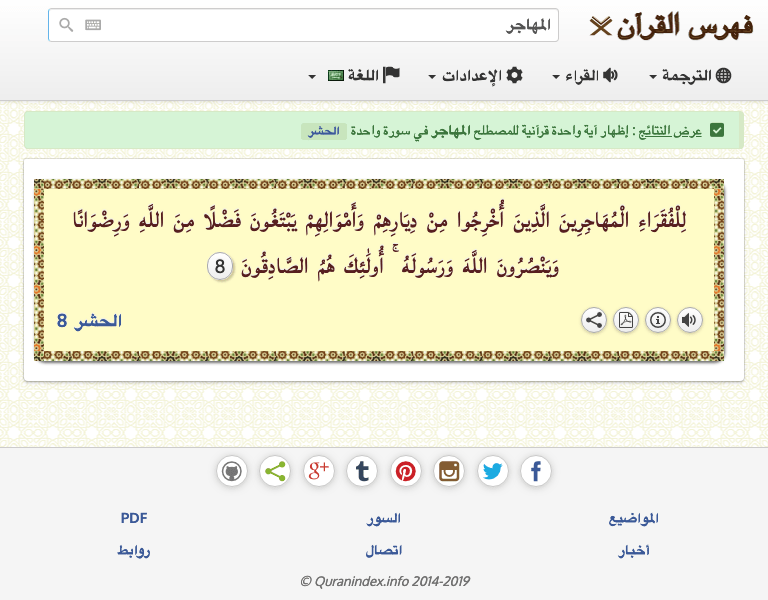 فهرس القرآن
المهاجر
الترجمة القراء الإعدادات اللغة
عرض النتائج : إظهار آية واحدة قرآنية للمصطلح المهاجر في سورة واحدة الحشر
لِلْفُقَرَاءِ الْمُهَاجِرِينَ الَّذِينَ أُخْرِجُوا مِنْ دِيَارِهِمْ وَأَمْوَالِهِمْ يَبْتَغُونَ فَضْلًا مِنَ اللَّهِ وَرِضْوَانًا
وَيَنْصُرُونَ اللَّهَ وَرَسُولَهُ ۚ أُولَٰئِكَ هُمُ الصَّادِقُونَ 8
الحشر 8
المواضيع السور PDF
أخبار اتصال روابط
© Quranindex.info 2014-2019